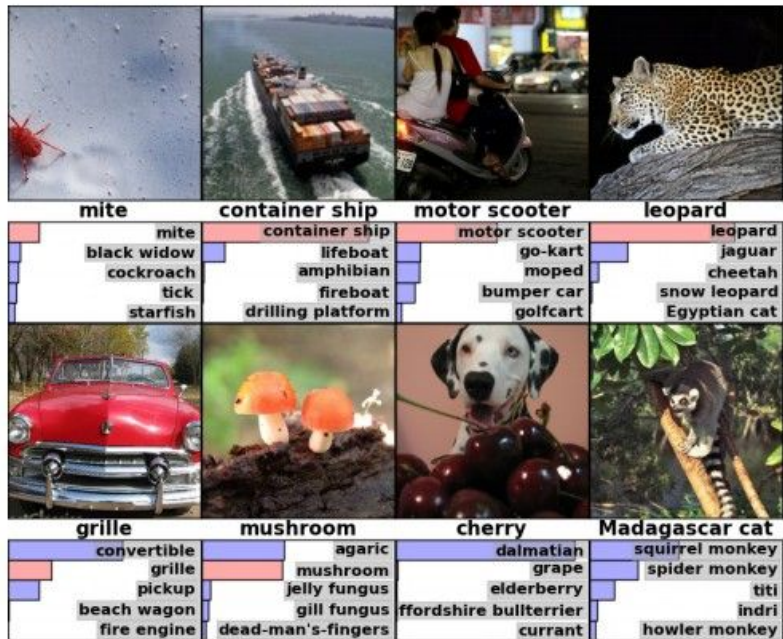 mite
container ship
motor scooter
leopard
mite
black widow
cockroach
tick
starfish
container ship
lifeboat
amphibian
fireboat
drilling platform
motor scooter
go-kart
moped
bumper car
golfcart
leopard
jaguar
cheetah
snow leopard
Egyptian cat
grille
mushroom
cherry
Madagascar cat
convertible
grille
pickup
beach wagon
fire engine
agaric
mushroom
jelly fungus
gill fungus
dead-man's-fingers
dalmatian
grape
elderberry
ffordshire bullterrier
currant
squirrel monkey
spider monkey
titi
indri
howler monkey